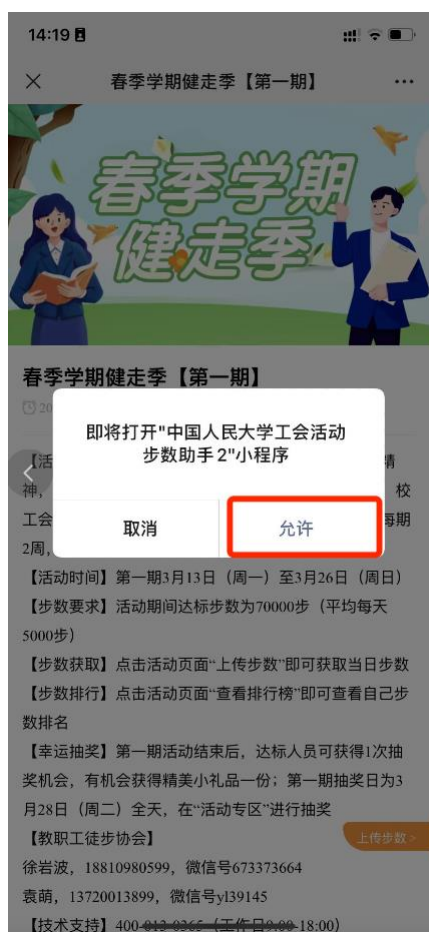 14:19
春季学期健走季【第一期】
春季学期
健走季
春季学期健走季【第一期】
20
即将打开"中国人民大学工会活动
步数助手2"小程序
【活
精
神,
校
工会
每期
取消
允许
2周,
【活动时间】第一期3月13日（周一）至3月26日（周日）
【步数要求】活动期间达标步数为70000步（平均每天
5000步）
【步数获取】点击活动页面“上传步数”即可获取当日步数
【步数排行】点击活动页面“查看排行榜”即可查看自己步
数排名
【幸运抽奖】第一期活动结束后，达标人员可获得1次抽
奖机会，有机会获得精美小礼品一份；第一期抽奖日为3
月28日（周二）全天，在“活动专区”进行抽奖
【教职工徒步协会】
上传步数 >
徐岩波，18810980599，微信号673373664
袁萌，13720013899，微信号yl39145
【技术支持】400-013-0365（工作日9:00-18:00）